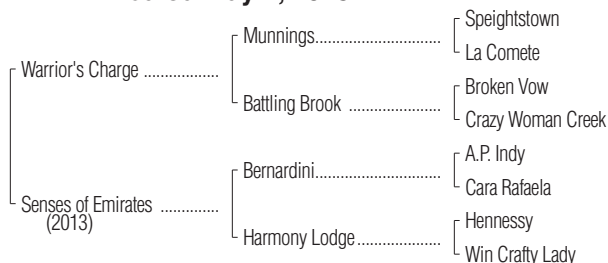 Speightstown
Munnings
La Comete
Warrior's Charge
Broken Vow
Battling Brook
Crazy Woman Creek
A.P. Indy
Bernardini
Cara Rafaela
Senses of Emirates
(2013)
Hennessy
Harmony Lodge
Win Crafty Lady